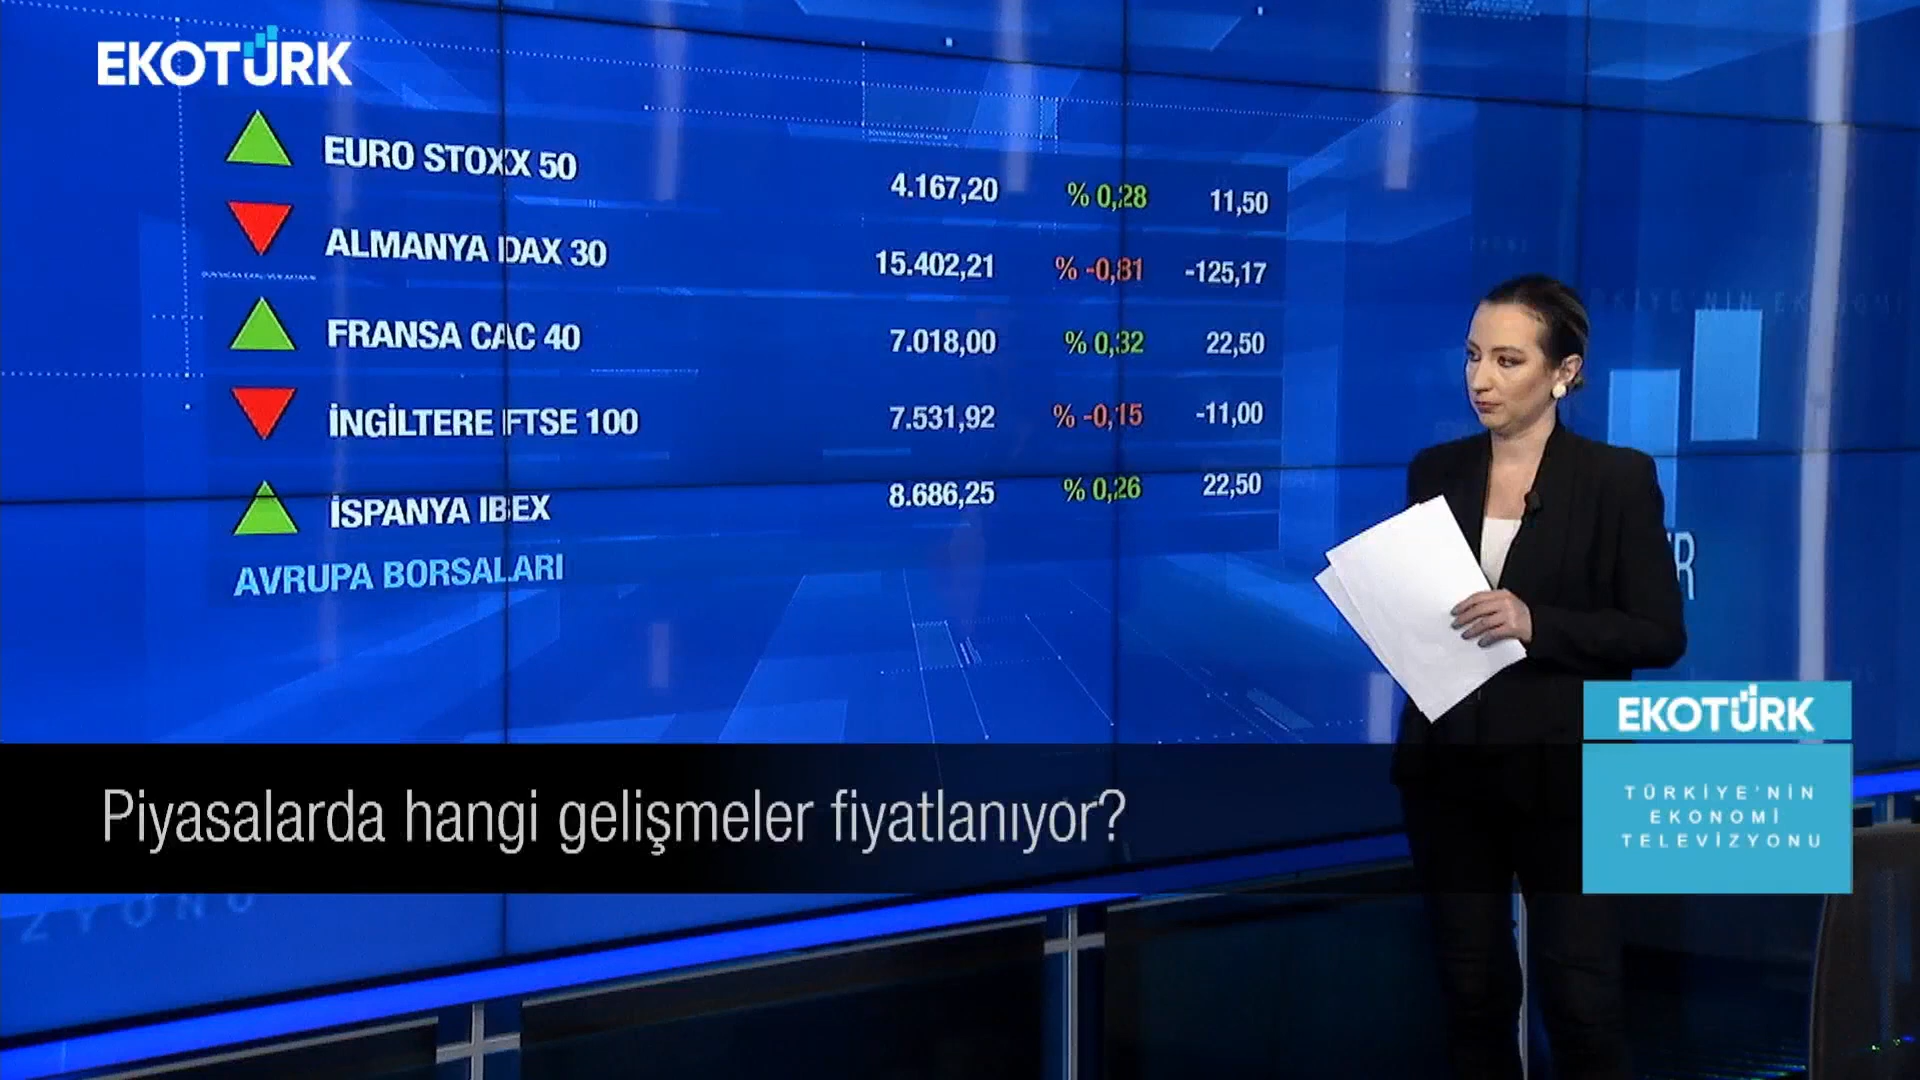 EKOTÜRK
EURO STOXX 50 4.167,20 % 0,28 11,50
ALMANYA DAX 30 15.402,21 % -0,81 -125,17
FRANSA CAC 40 7.018,00 % 0,32 22,50
İNGİLTERE FTSE 100 7.531,92 % -0,15 -11,00
İSPANYA IBEX 8.686,25 % 0,26 22,50
AVRUPA BORSALARI
Piyasalarda hangi gelişmeler fiyatlanıyor?
EKOTÜRK
TÜRKİYE'NİN
EKONOMİ
TELEVİZYONU